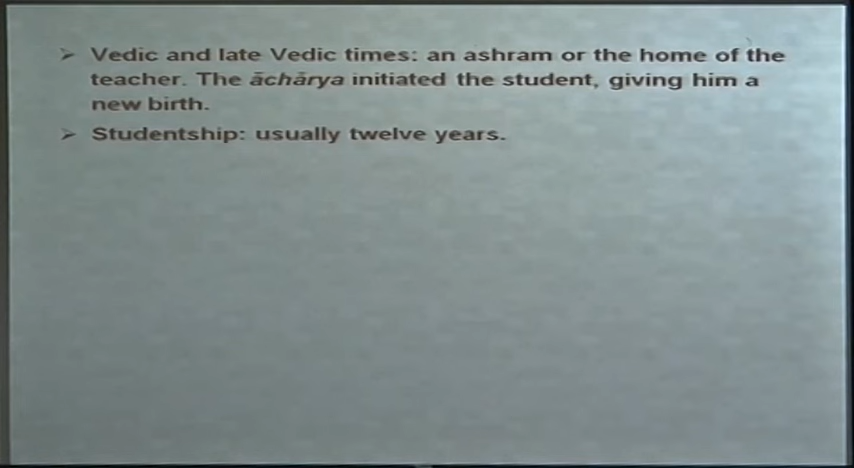 ➢ Vedic and late Vedic times: an ashram or the home of the
teacher. The āchārya initiated the student, giving him a
new birth.
➢ Studentship: usually twelve years.